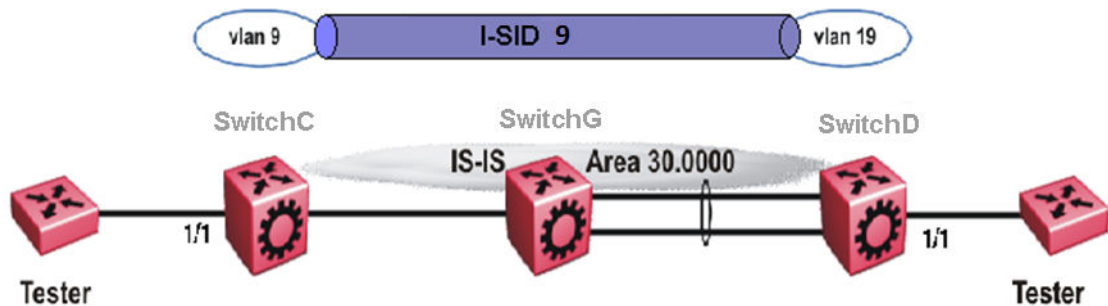 vlan 9
I-SID 9
vlan 19
SwitchC
SwitchG
SwitchD
IS-IS Area 30.0000
1/1
1/1
Tester
Tester